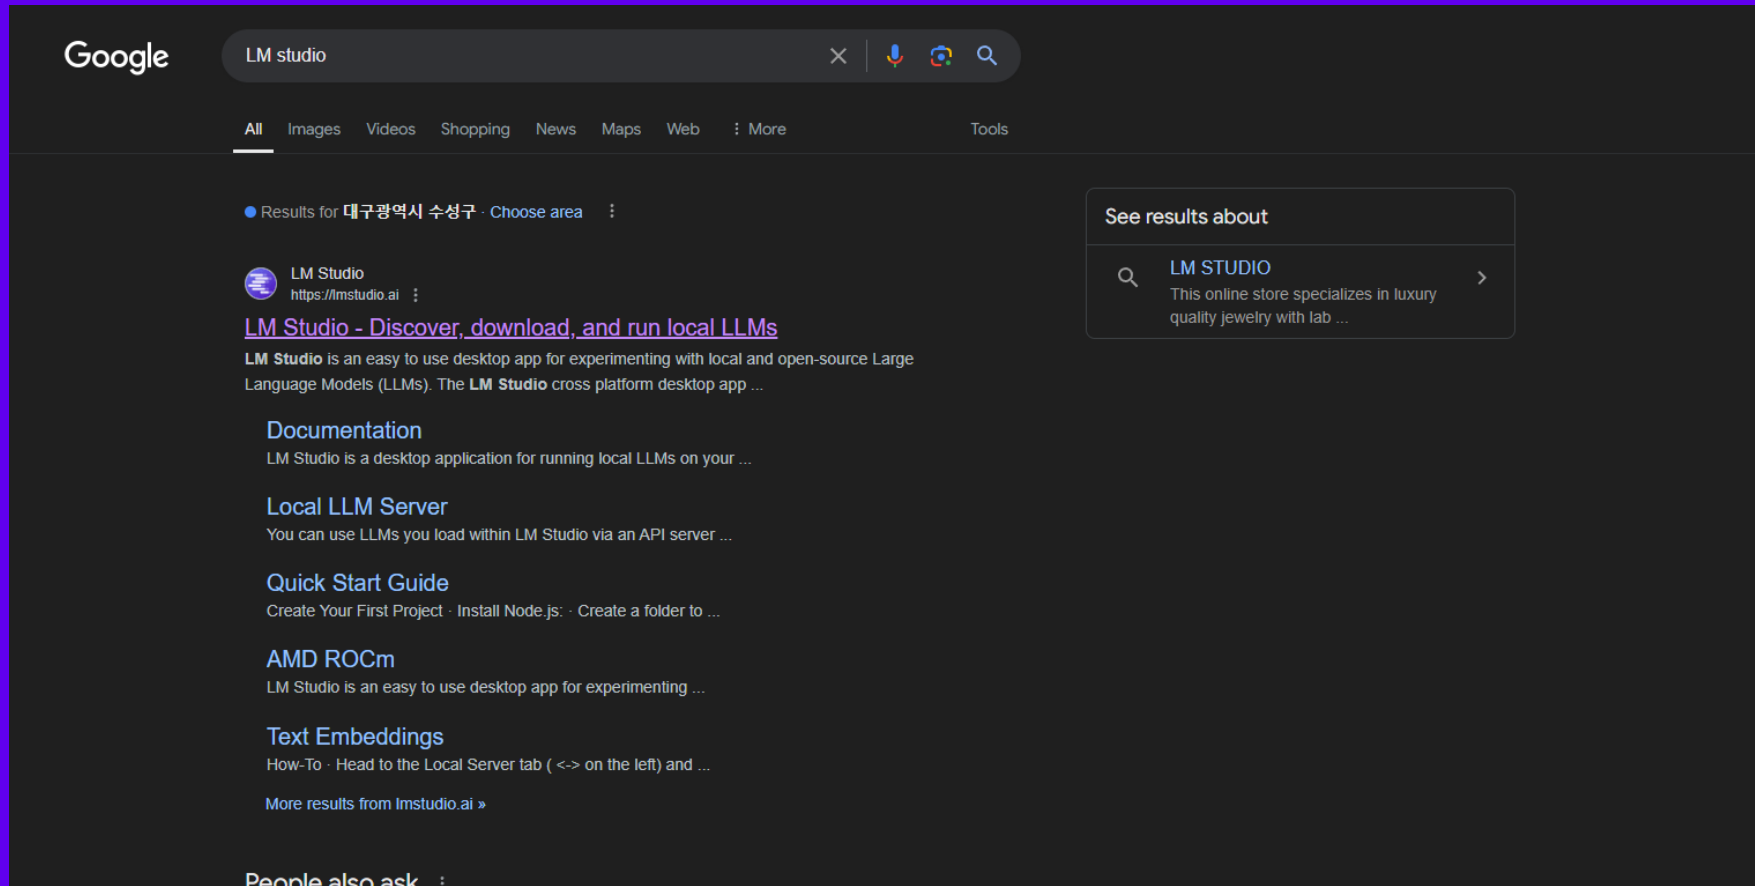 Google
LM studio
All Images Videos Shopping News Maps Web More Tools
Results for 대구광역시 수성구 · Choose area
LM Studio
https://lmstudio.ai
LM Studio - Discover, download, and run local LLMs
LM Studio is an easy to use desktop app for experimenting with local and open-source Large
Language Models (LLMs). The LM Studio cross platform desktop app ...
Documentation
LM Studio is a desktop application for running local LLMs on your ...
Local LLM Server
You can use LLMs you load within LM Studio via an API server ...
Quick Start Guide
Create Your First Project · Install Node.js: · Create a folder to ...
AMD ROCm
LM Studio is an easy to use desktop app for experimenting ...
Text Embeddings
How-To · Head to the Local Server tab ( <-> on the left) and ...
More results from lmstudio.ai »
People also ask
See results about
LM STUDIO
This online store specializes in luxury
quality jewelry with lab ...